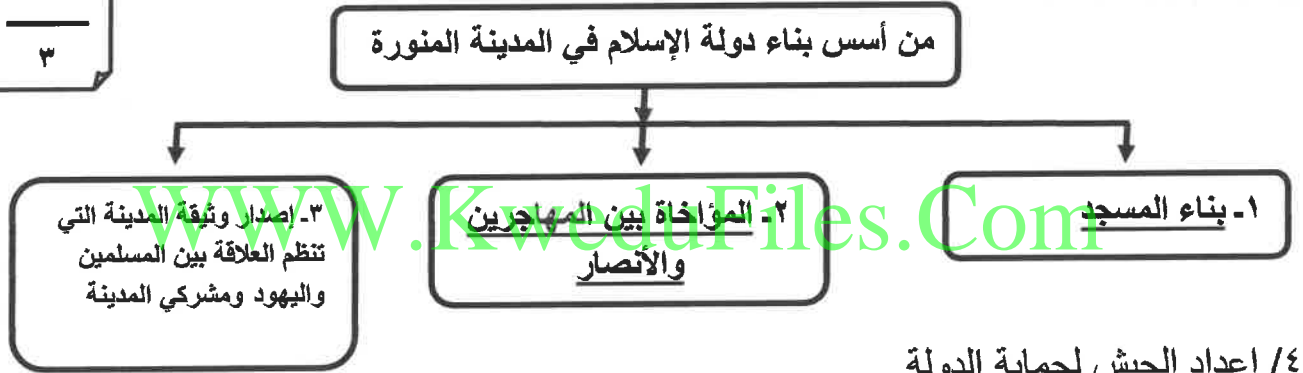 ٣
من أسس بناء دولة الإسلام في المدينة المنورة
١- بناء المسجد
٢- المؤاخاة بين المهاجرين
والأنصار
٣- إصدار وثيقة المدينة التي
تنظم العلاقة بين المسلمين
واليهود ومشركي المدينة
WWW.KweduFiles.Com
٤/ إعداد الجيش لحماية الدولة